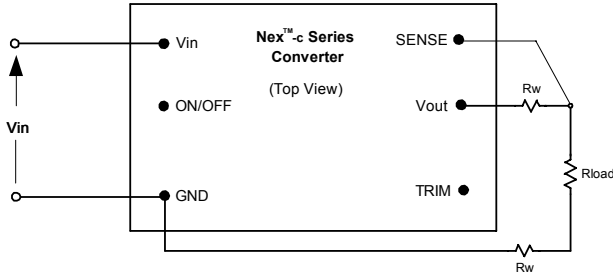 Nex™-c Series
Converter
(Top View)
Vin
ON/OFF
GND
SENSE
Vout
TRIM
Vin
Rw
Rload
Rw